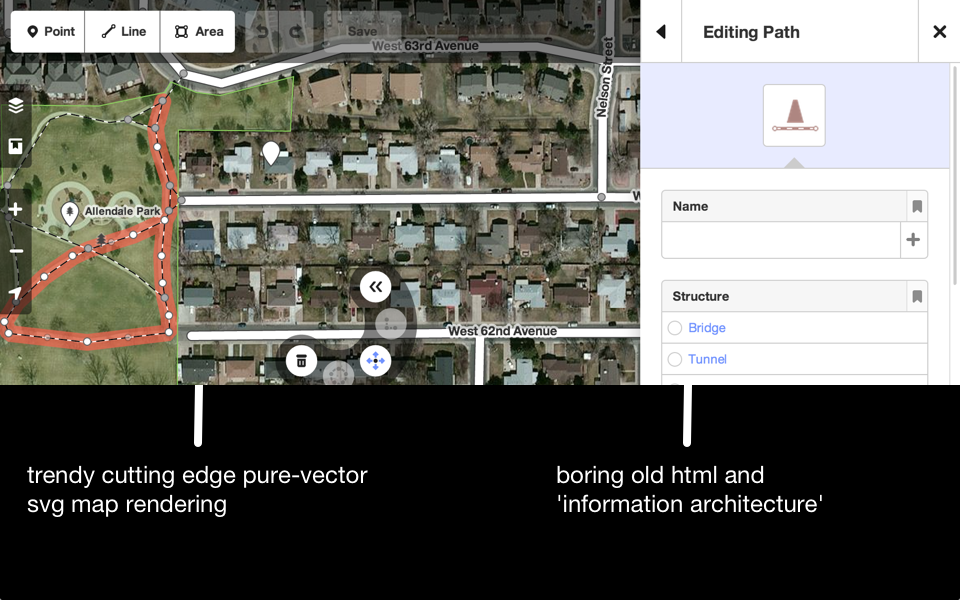 Point
Line
Area
Save
Editing Path
West 63rd Avenue
Nelson Street
Allendale Park
W
West 62nd Avenue
Name
Structure
Bridge
Tunnel
trendy cutting edge pure-vector
svg map rendering
boring old html and
'information architecture'